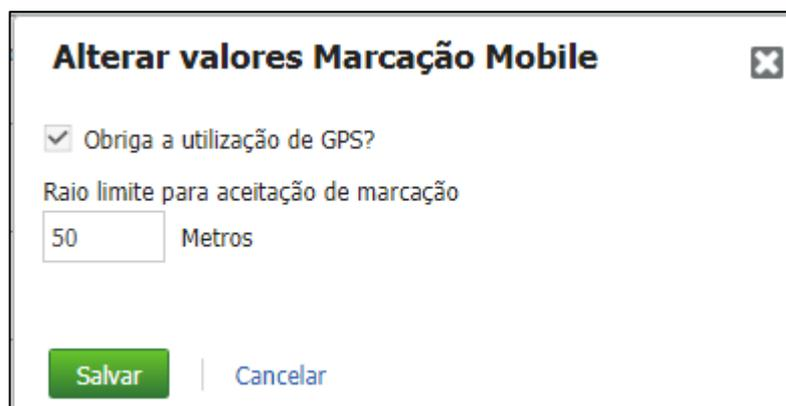 Alterar valores Marcação Mobile
Obriga a utilização de GPS?
Raio limite para aceitação de marcação
50 Metros
Salvar Cancelar